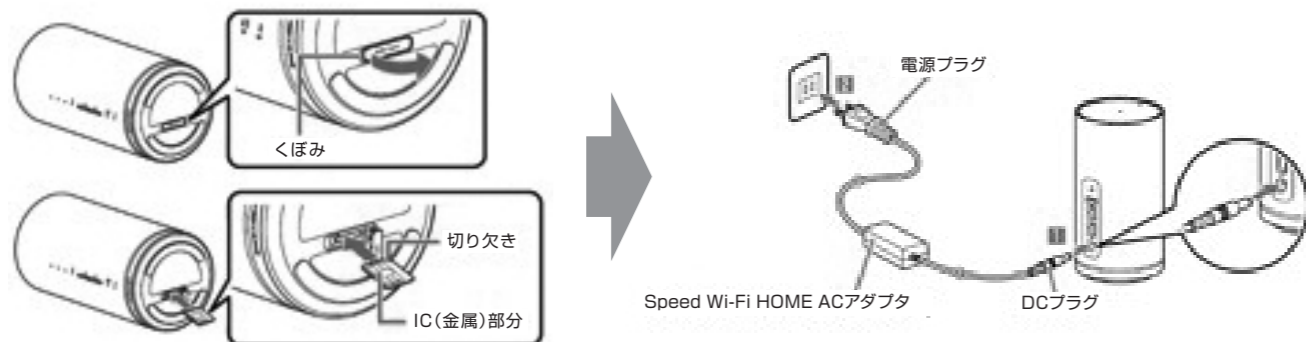 くぼみ
切り欠き
IC(金属)部分
電源プラグ
Speed Wi-Fi HOME ACアダプタ
DCプラグ